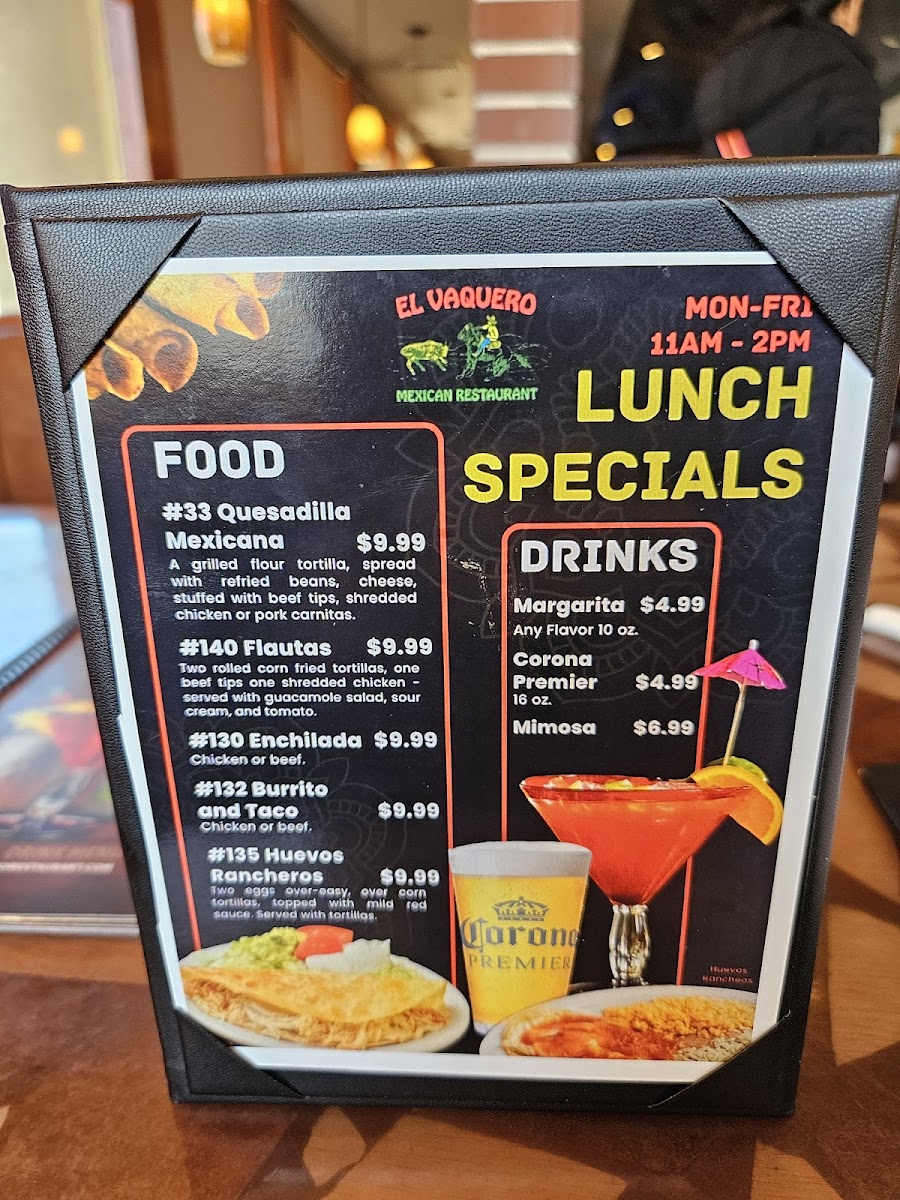 EL VAQUERO
MEXICAN RESTAURANT
MON-FRI
11AM - 2PM
LUNCH
SPECIALS
FOOD
#33 Quesadilla
Mexicana $9.99
A grilled flour tortilla, spread
with refried beans, cheese,
stuffed with beef tips, shredded
chicken or pork carnitas.
#140 Flautas $9.99
Two rolled corn fried tortillas, one
beef tips one shredded chicken -
served with guacamole salad, sour
cream, and tomato.
#130 Enchilada $9.99
Chicken or beef.
#132 Burrito
and Taco $9.99
Chicken or beef.
#135 Huevos
Rancheros $9.99
Two eggs over-easy, over corn
tortillas, topped with mild red
sauce. Served with tortillas.
DRINKS
Margarita $4.99
Any Flavor 10 oz.
Corona
Premier $4.99
16 oz.
Mimosa $6.99
Corona
PREMIER
Huevos
Rancheos